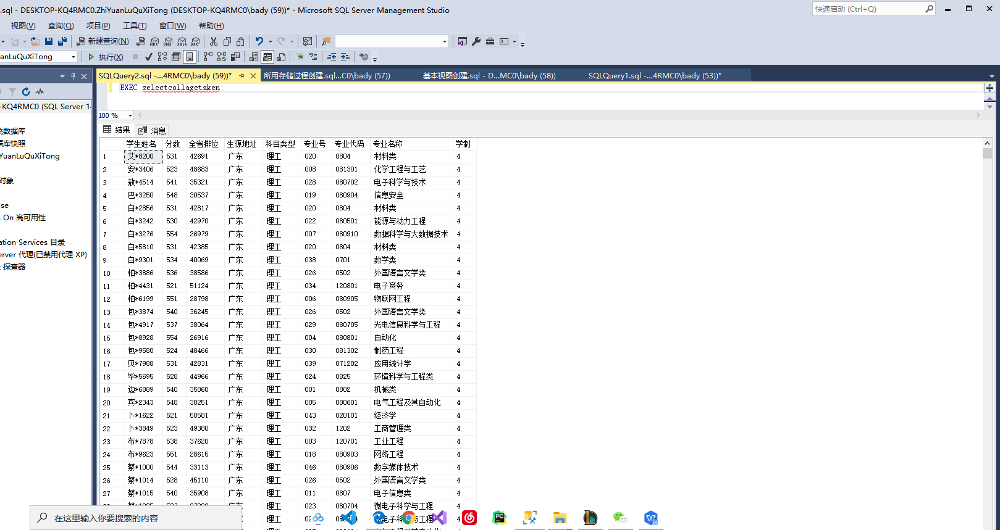 .sql - DESKTOP-KQ4RMC0.ZhiYuanLuQuXiTong (DESKTOP-KQ4RMC0\bady (59))* - Microsoft SQL Server Management Studio
快速启动 (Ctrl+Q)
视图(V) 查询(Q) 项目(P) 工具(T) 窗口(W) 帮助(H)
新建查询(N)
anLuQuXiTong 执行(X)
SQLQuery2.sql -...4RMC0\bady (59))* 所用存储过程创建.sql...C0\bady (57)) 基本视图创建.sql - D...MC0\bady (58)) SQLQuery1.sql -...4RMC0\bady (53))*
EXEC selectcollagetaken;
-KQ4RMC0 (SQL Server 1
100 %
结果 消息
数据库
库快照
YuanLuQuXiTong
对象
se
On 高可用性
ation Services 目录
erver 代理(已禁用代理 XP)
探查器
学生姓名 分数 全省排位 生源地址 科目类型 专业号 专业代码 专业名称 学制
1 艾*8200 531 42691 广东 理工 020 0804 材料类 4
2 安*3406 523 48683 广东 理工 008 081301 化学工程与工艺 4
3 敖*4514 541 35321 广东 理工 028 080702 电子科学与技术 4
4 巴*3250 548 30537 广东 理工 019 080904 信息安全 4
5 白*2856 531 42817 广东 理工 020 0804 材料类 4
6 白*3242 530 42970 广东 理工 022 080501 能源与动力工程 4
7 白*3276 554 26979 广东 理工 007 080910 数据科学与大数据技术 4
8 白*5810 531 42385 广东 理工 020 0804 材料类 4
9 白*9301 534 40069 广东 理工 038 0701 数学类 4
10 柏*3886 536 38586 广东 理工 026 0502 外国语言文学类 4
11 柏*4431 521 51124 广东 理工 034 120801 电子商务 4
12 柏*6199 551 28798 广东 理工 006 080905 物联网工程 4
13 包*3874 540 36245 广东 理工 026 0502 外国语言文学类 4
14 包*4917 537 38064 广东 理工 029 080705 光电信息科学与工程 4
15 包*8928 554 26916 广东 理工 004 080801 自动化 4
16 包*9580 524 48466 广东 理工 030 081302 制药工程 4
17 贝*7988 531 42831 广东 理工 039 071202 应用统计学 4
18 毕*5695 528 44966 广东 理工 024 0825 环境科学与工程类 4
19 边*6889 540 35860 广东 理工 001 0802 机械类 4
20 宾*2343 548 30251 广东 理工 005 080601 电气工程及其自动化 4
21 卜*1622 521 50581 广东 理工 043 020101 经济学 4
22 卜*3849 523 49380 广东 理工 032 1202 工商管理类 4
23 布*7878 538 37620 广东 理工 003 120701 工业工程 4
24 布*9623 551 28615 广东 理工 018 080903 网络工程 4
25 蔡*1000 544 33113 广东 理工 046 080906 数字媒体技术 4
26 蔡*1014 528 45110 广东 理工 026 0502 外国语言文学类 4
27 蔡*1015 540 35908 广东 理工 011 0807 电子信息类 4
023 080704 微电子科学与工程 4
在这里输入你要搜索的内容